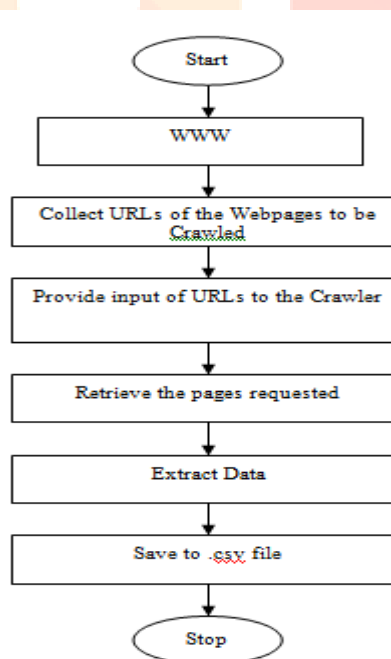 Start
WWW
Collect URLs of the Webpages to be
Crawled
Provide input of URLs to the Crawler
Retrieve the pages requested
Extract Data
Save to .csv file
Stop